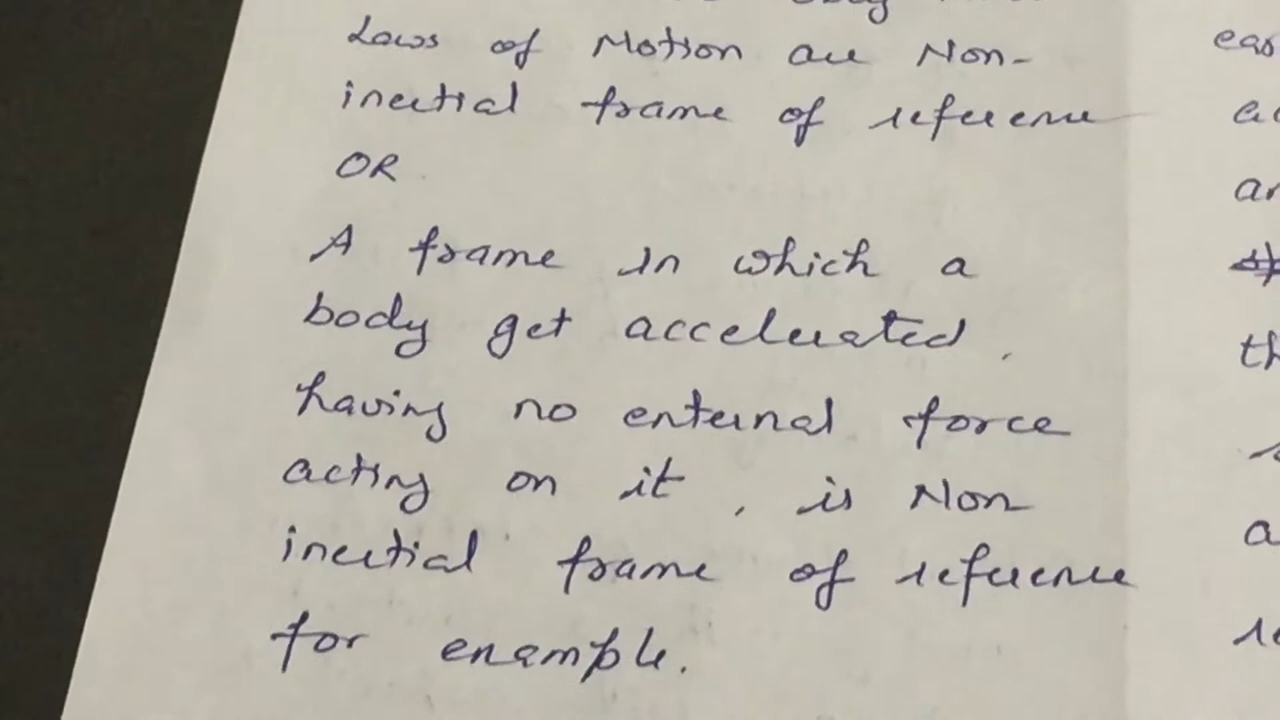 Laws of Motion are Non-
inertial frame of reference
OR
A frame in which a
body get accelerated,
having no external force
acting on it, is Non
inertial frame of reference
for example.